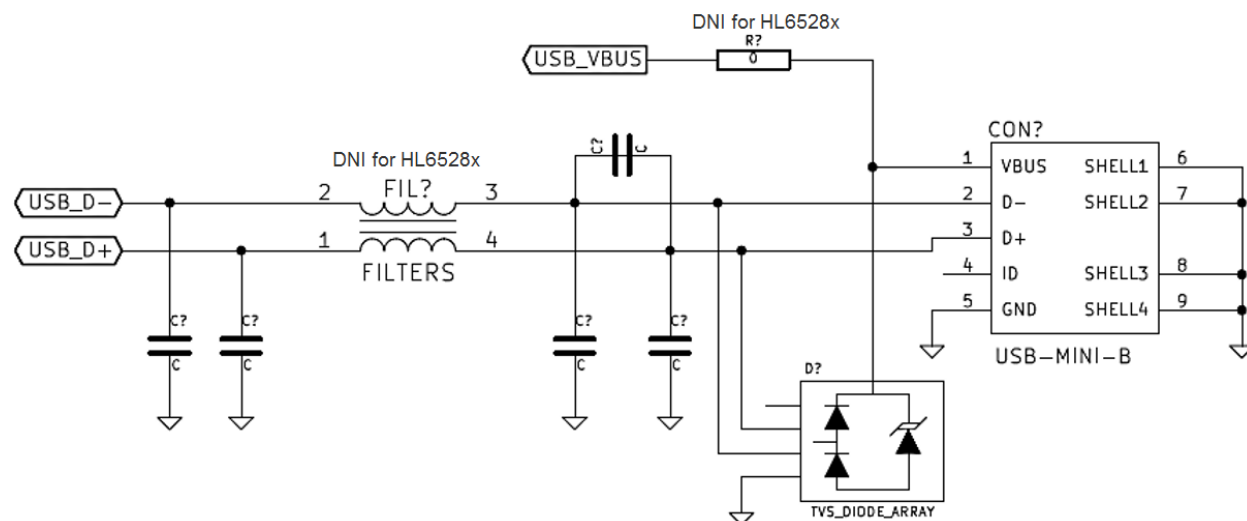 DNI for HL6528x
R?
0
USB_VBUS
CON?
1 VBUS SHELL1 6
2 D- SHELL2 7
3 D+
4 ID SHELL3 8
5 GND SHELL4 9
USB-MINI-B
C? C
DNI for HL6528x
USB_D- 2 FIL? 3
USB_D+ 1 4
FILTERS
C? C? C? C?
C C C C
D?
TVS_DIODE_ARRAY